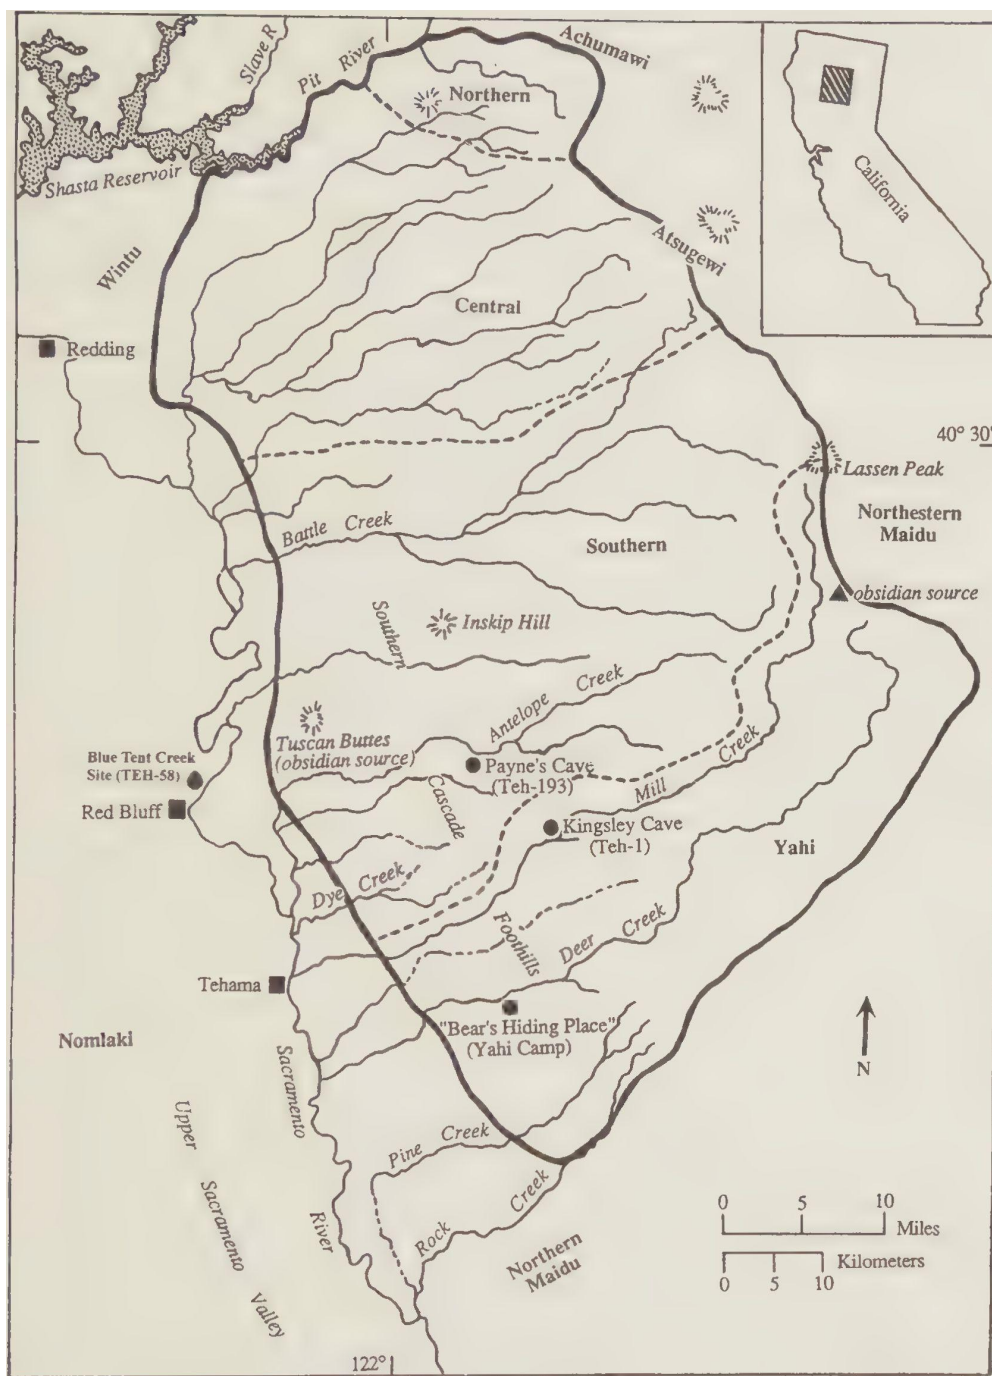 Achumawi
Pit River
Slave R
Northern
Shasta Reservoir
California
Wintu
Atsugewi
Central
Redding
40° 30'
Lassen Peak
Northestern
Maidu
Battle Creek
Southern
obsidian source
Southern
Inskip Hill
Antelope Creek
Tuscan Buttes
(obsidian source)
Blue Tent Creek
Site (TEH-58)
Payne's Cave
(Teh-193)
Mill Creek
Red Bluff
Cascade
Kingsley Cave
(Teh-1)
Yahi
Dye Creek
Foothills
Deer Creek
Tehama
"Bear's Hiding Place"
(Yahi Camp)
Nomlaki
N
Sacramento River
Upper Sacramento Valley
Pine Creek
Rock Creek
Northern
Maidu
0 5 10
Miles
Kilometers
0 5 10
122°